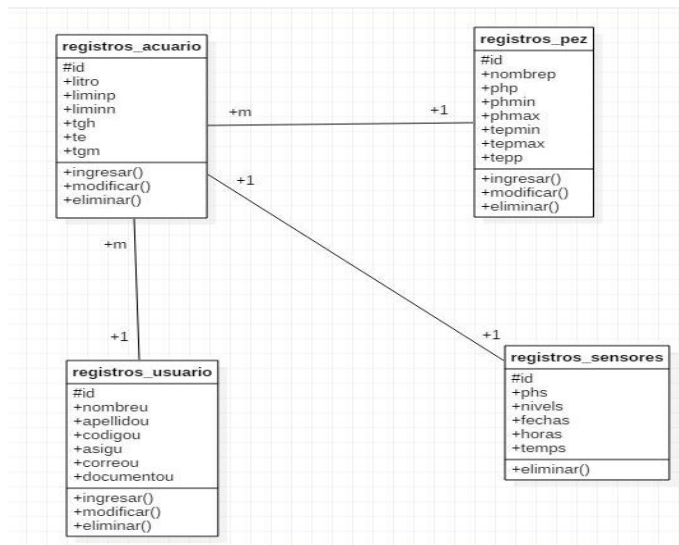 registros_acuario
#id
+litro
+liminp
+liminn
+tgh
+te
+tgm
+ingresar()
+modificar()
+eliminar()
registros_pez
#id
+nombrep
+php
+phmin
+phmax
+tepmin
+tepmax
+tepp
+ingresar()
+modificar()
+eliminar()
+m
+1
+1
+m
+1
+1
registros_usuario
#id
+nombreu
+apellidou
+codigou
+asigu
+correou
+documentou
+ingresar()
+modificar()
+eliminar()
registros_sensores
#id
+phs
+nivels
+fechas
+horas
+temps
+eliminar()